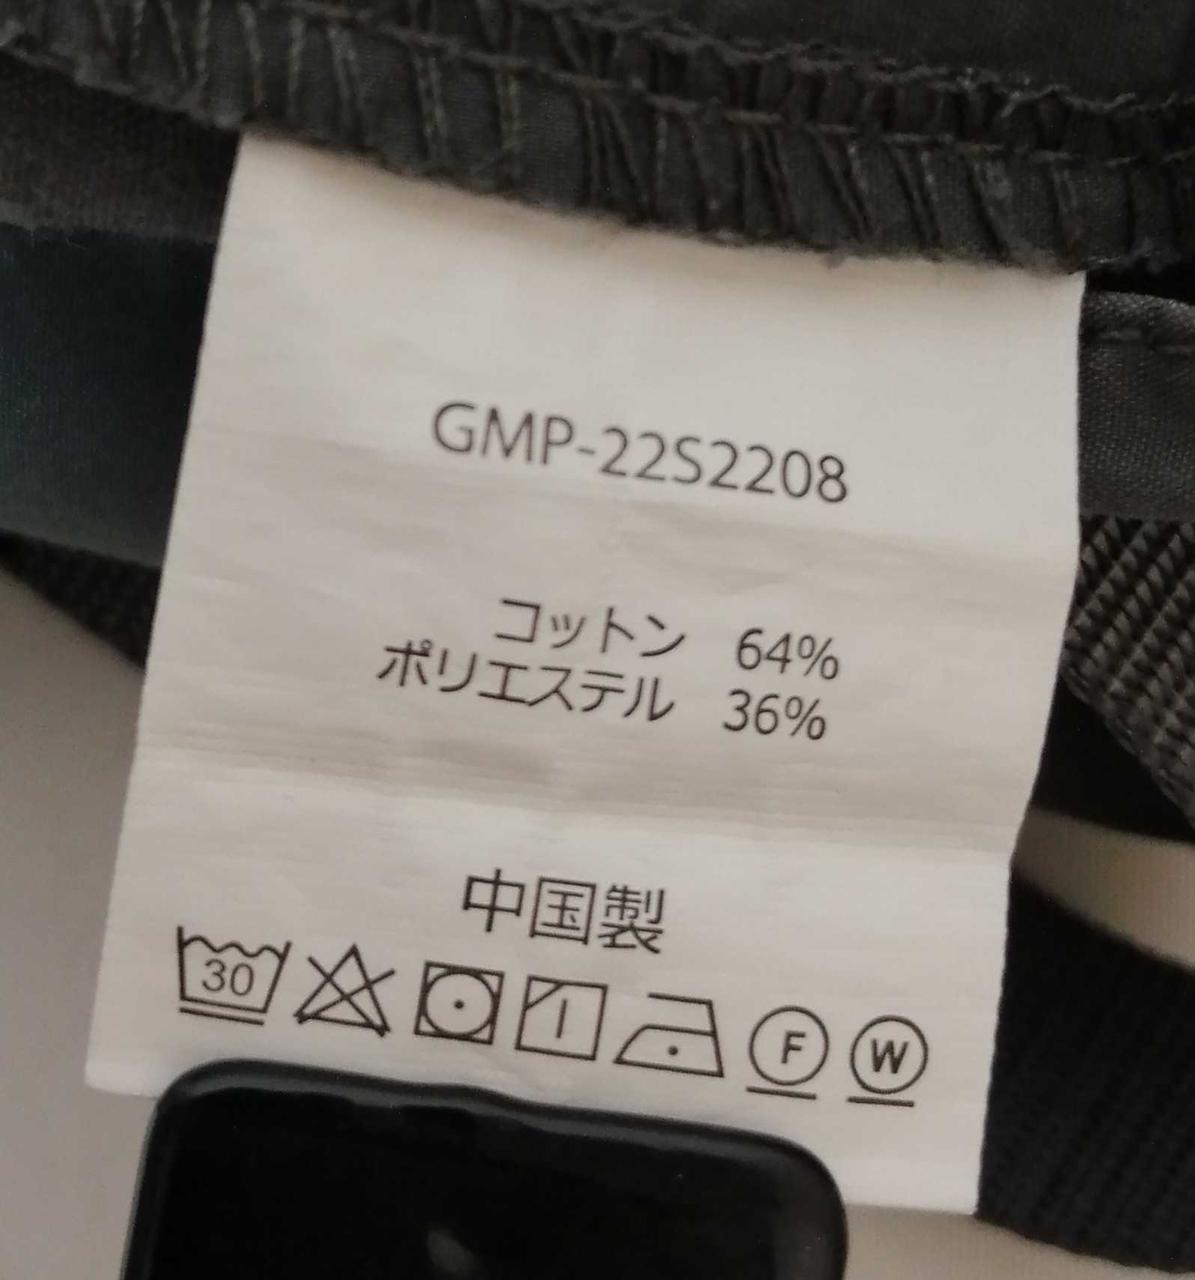 GMP-22S2208
コットン 64%
ポリエステル 36%
中国製
30 F W